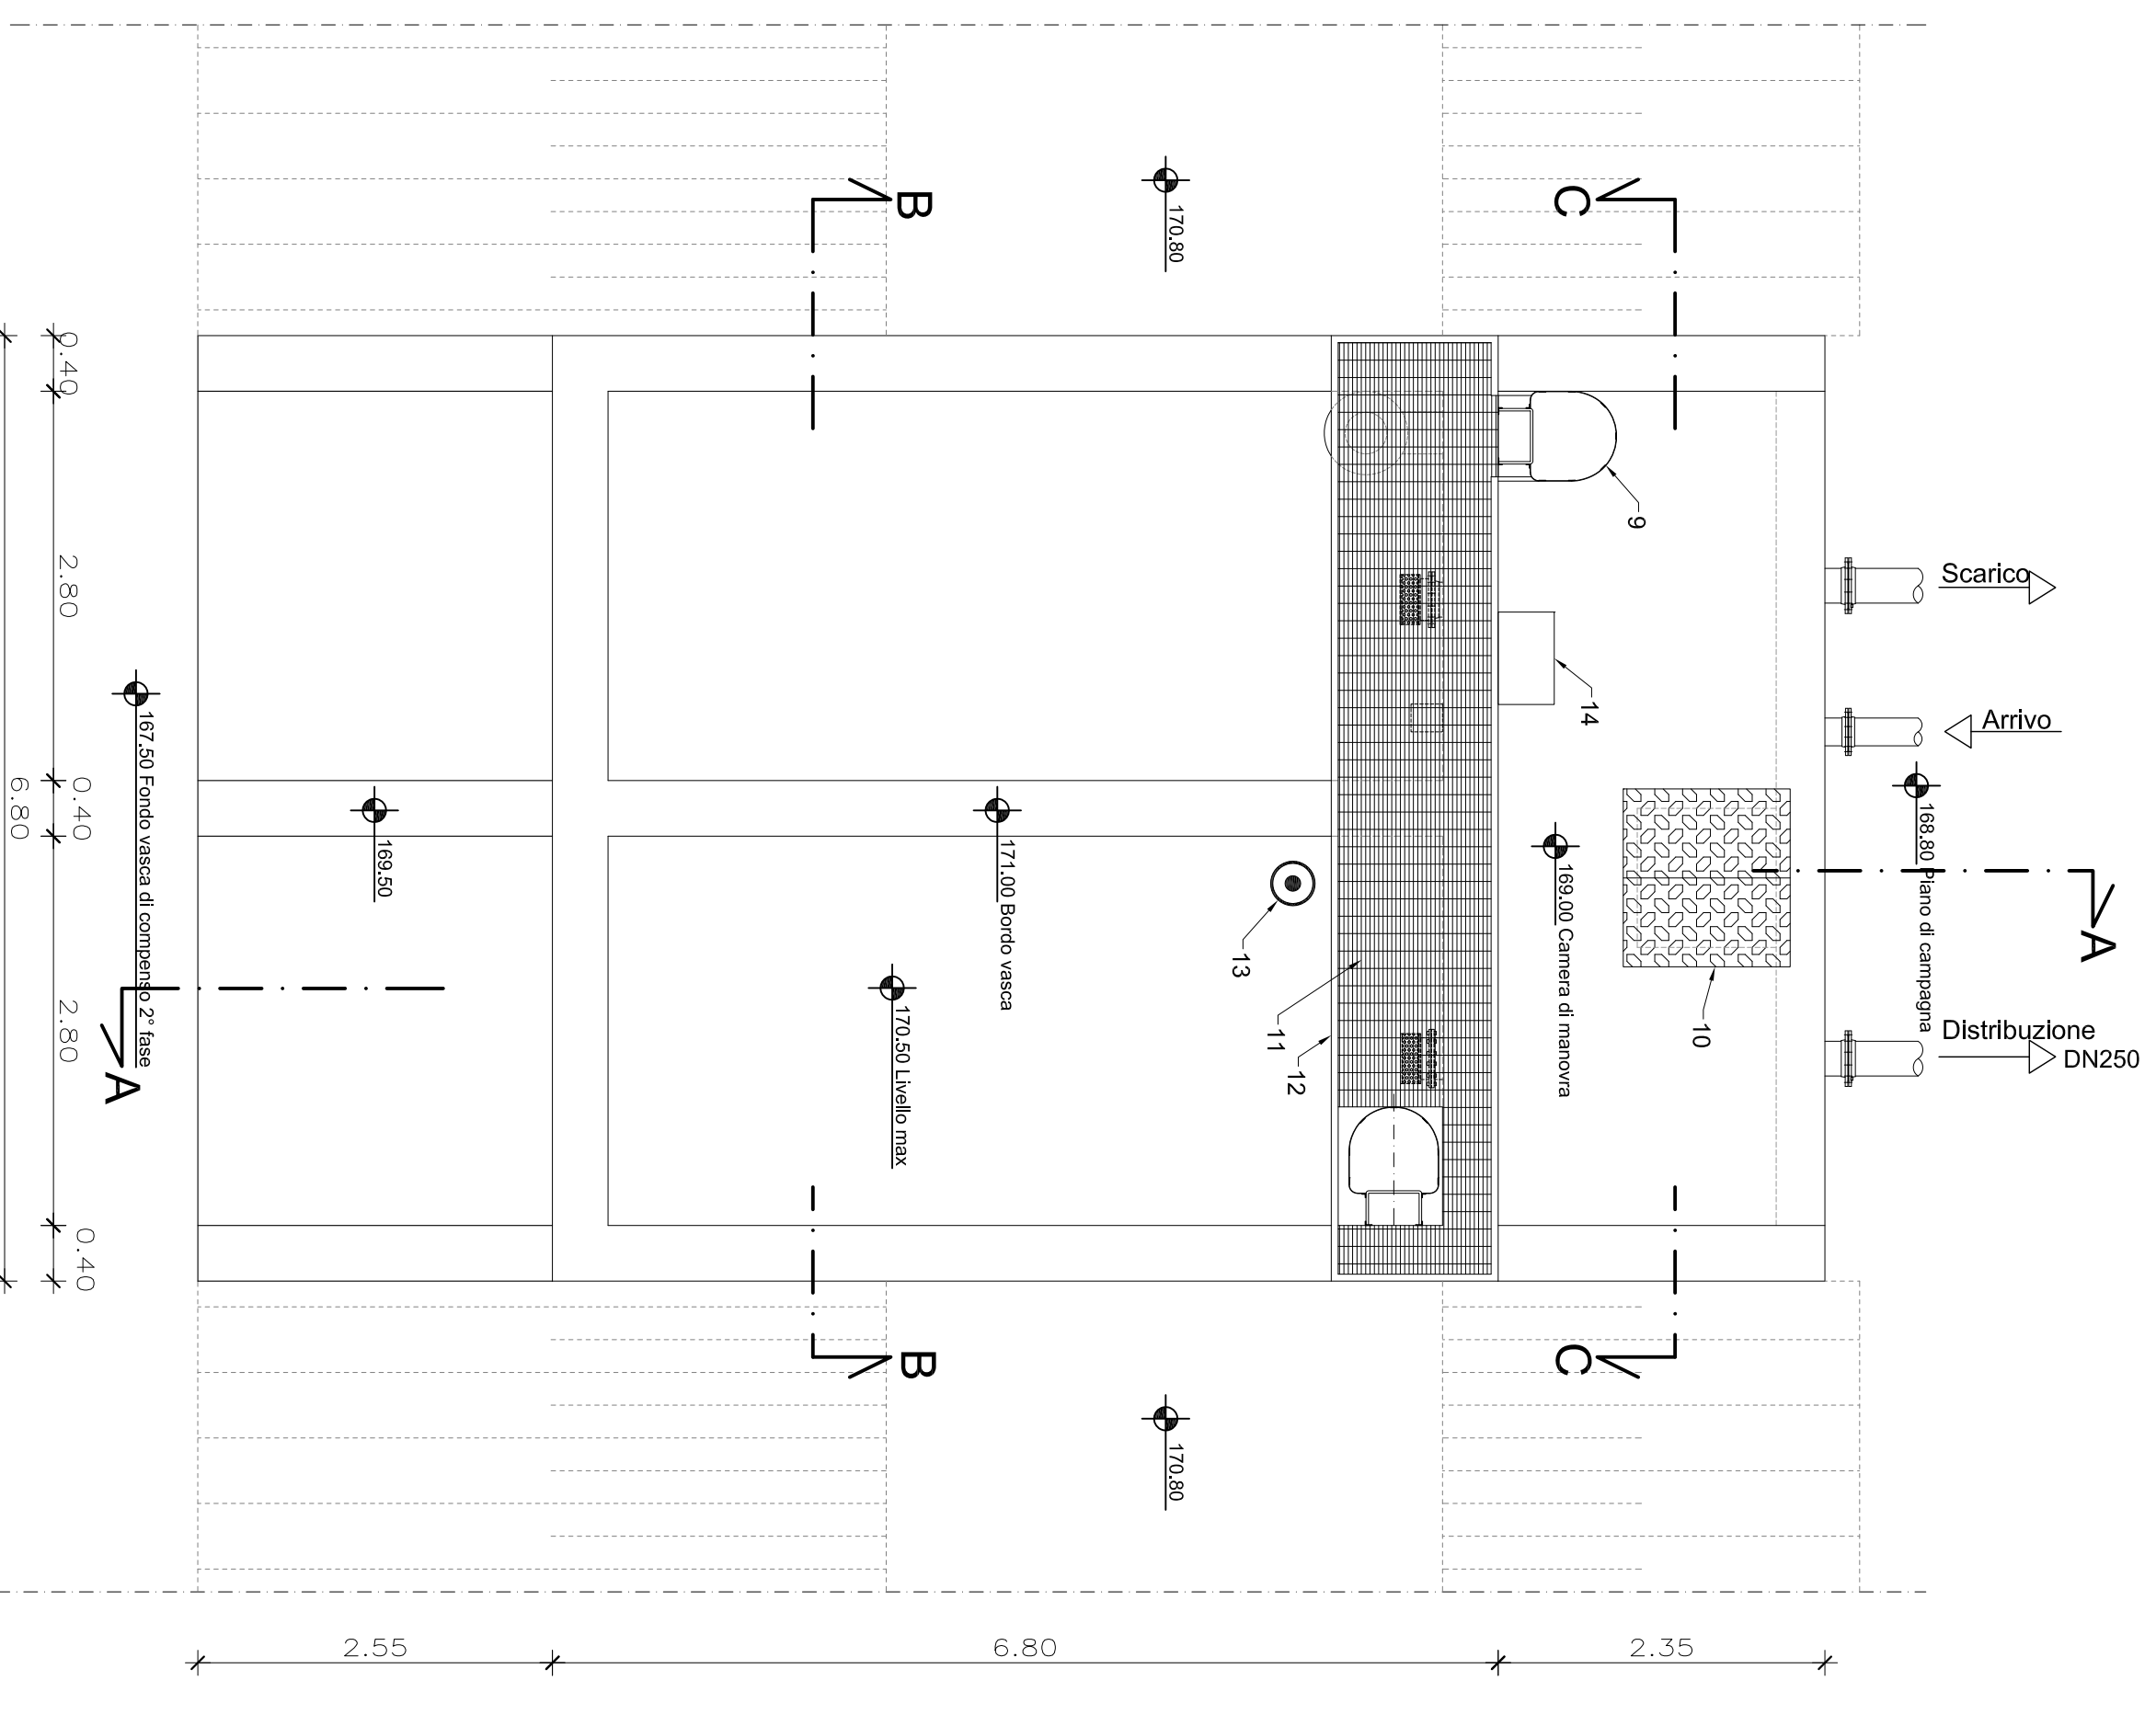 B
170.80
C
9
Scarico
14
Arrivo
168.80 Piano di campagna
0.40
2.80
0.40
6.80
2.80
0.40
167.50 Fondo vasca di compenso 2° fase
169.50
171.00 Bordo vasca
170.50 Livello max
13
11
12
169.00 Camera di manovra
10
A
Distribuzione
DN250
A
B
170.80
C
2.55
6.80
2.35